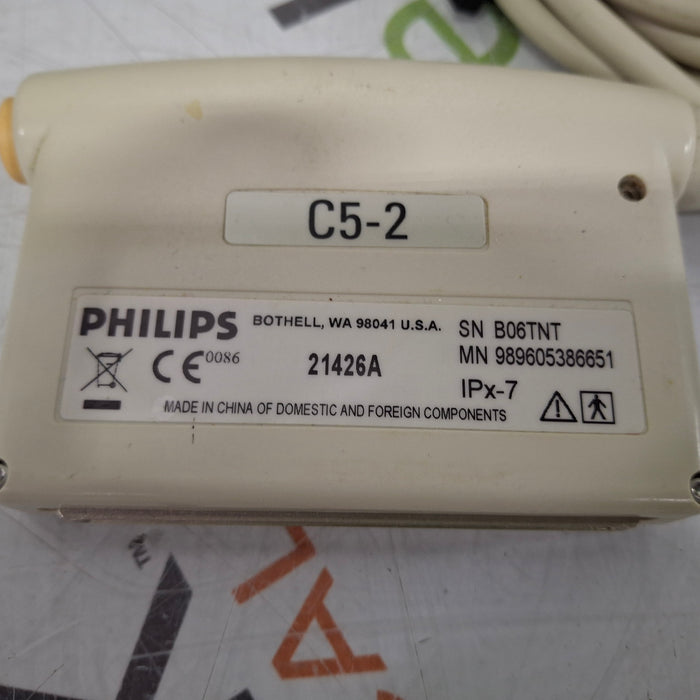 C5-2
PHILIPS BOTHELL, WA 98041 U.S.A. SN B06TNT
CE 0086 21426A MN 989605386651
IPx-7
MADE IN CHINA OF DOMESTIC AND FOREIGN COMPONENTS
TM